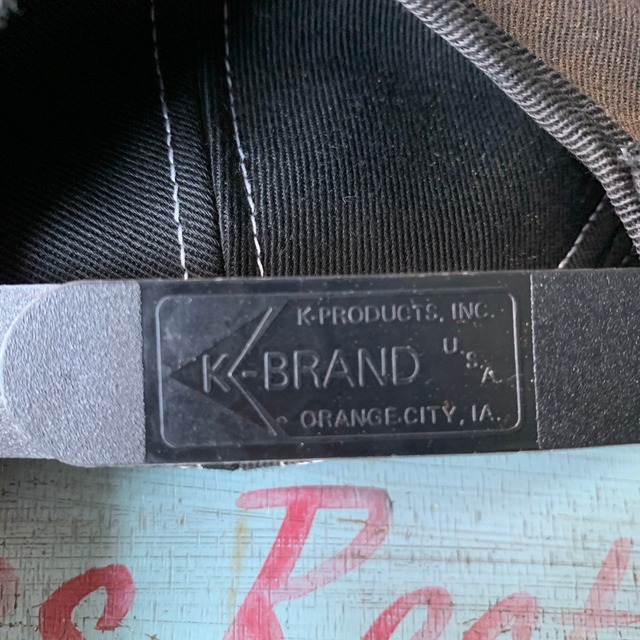 K-PRODUCTS, INC.
K-BRAND
U.S.A.
ORANGE CITY, IA.